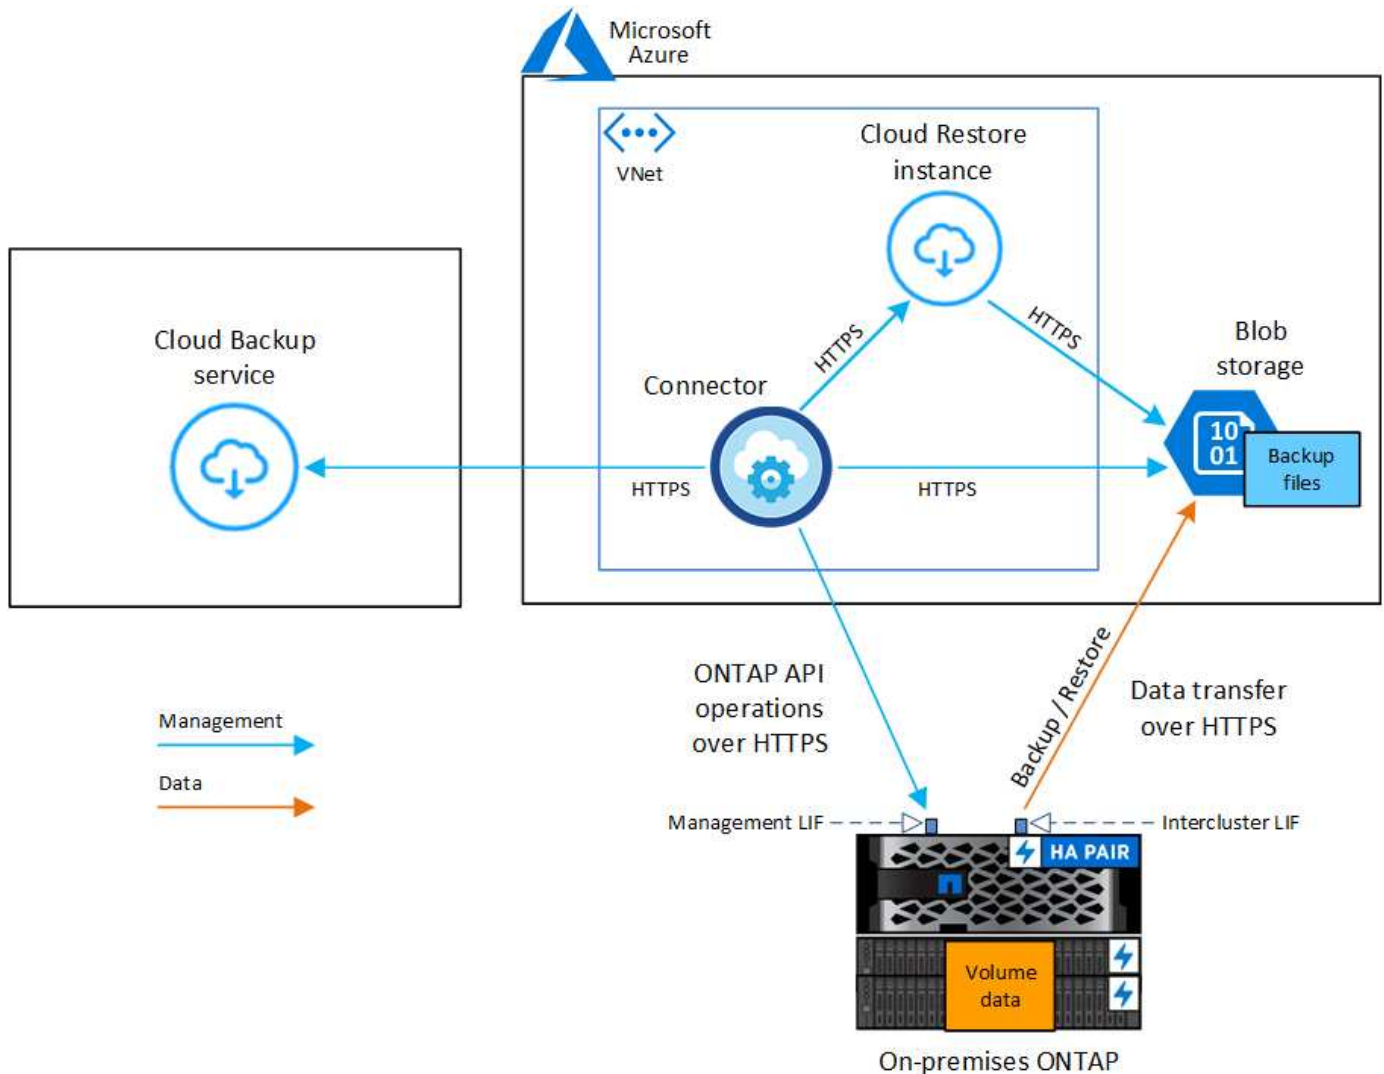 Microsoft
Azure
VNet
Cloud Restore
instance
HTTPS
HTTPS
Blob
storage
10
01
Backup
files
Cloud Backup
service
Connector
HTTPS
HTTPS
ONTAP API
operations
over HTTPS
Backup / Restore
Data transfer
over HTTPS
Management
Data
Management LIF
Intercluster LIF
HA PAIR
Volume
data
On-premises ONTAP